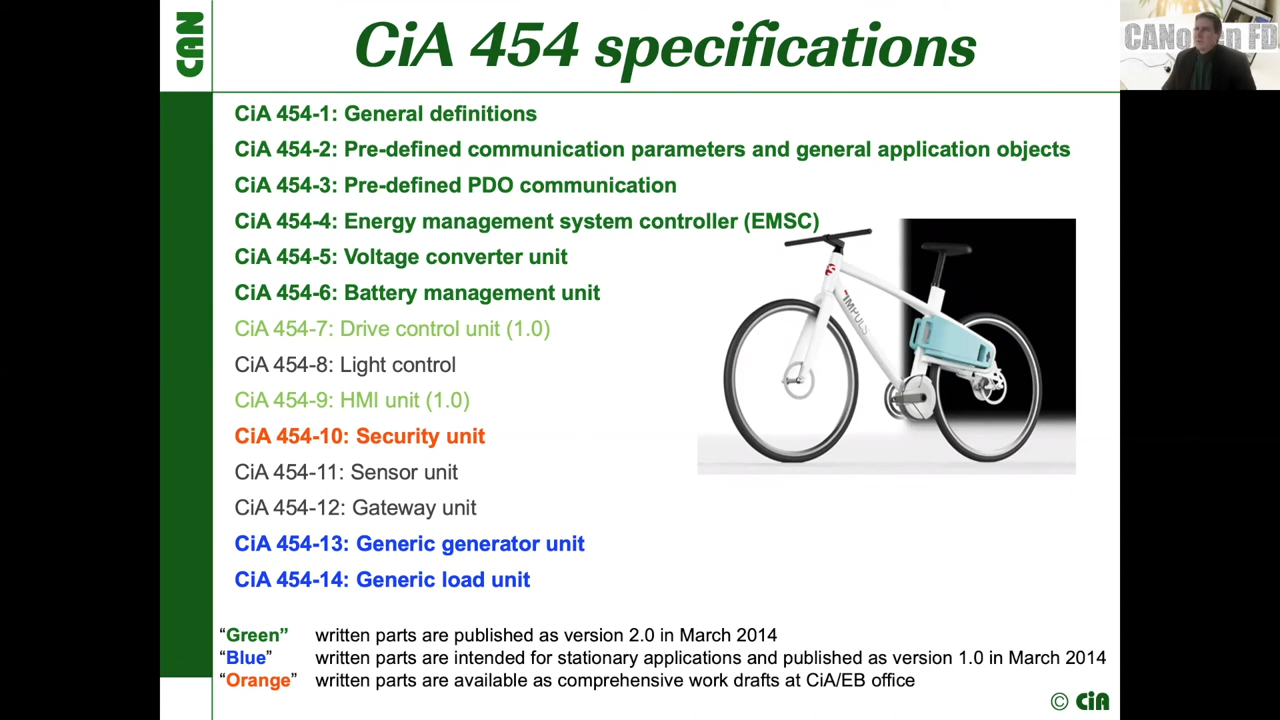 CAN
CiA 454 specifications
CANo en FD
CiA 454-1: General definitions
CiA 454-2: Pre-defined communication parameters and general application objects
CiA 454-3: Pre-defined PDO communication
CiA 454-4: Energy management system controller (EMSC)
CiA 454-5: Voltage converter unit
CiA 454-6: Battery management unit
CiA 454-7: Drive control unit (1.0)
CiA 454-8: Light control
CiA 454-9: HMI unit (1.0)
CiA 454-10: Security unit
CiA 454-11: Sensor unit
CiA 454-12: Gateway unit
CiA 454-13: Generic generator unit
CiA 454-14: Generic load unit
IMPULS
“Green” written parts are published as version 2.0 in March 2014
“Blue” written parts are intended for stationary applications and published as version 1.0 in March 2014
“Orange” written parts are available as comprehensive work drafts at CiA/EB office
© CiA